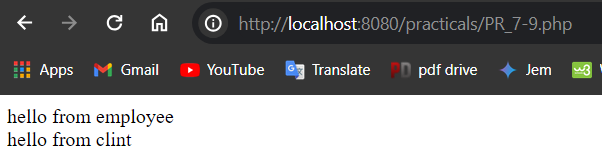 http://localhost:8080/practicals/PR_7-9.php
Apps Gmail YouTube Translate pdf drive Jem
hello from employee
hello from clint